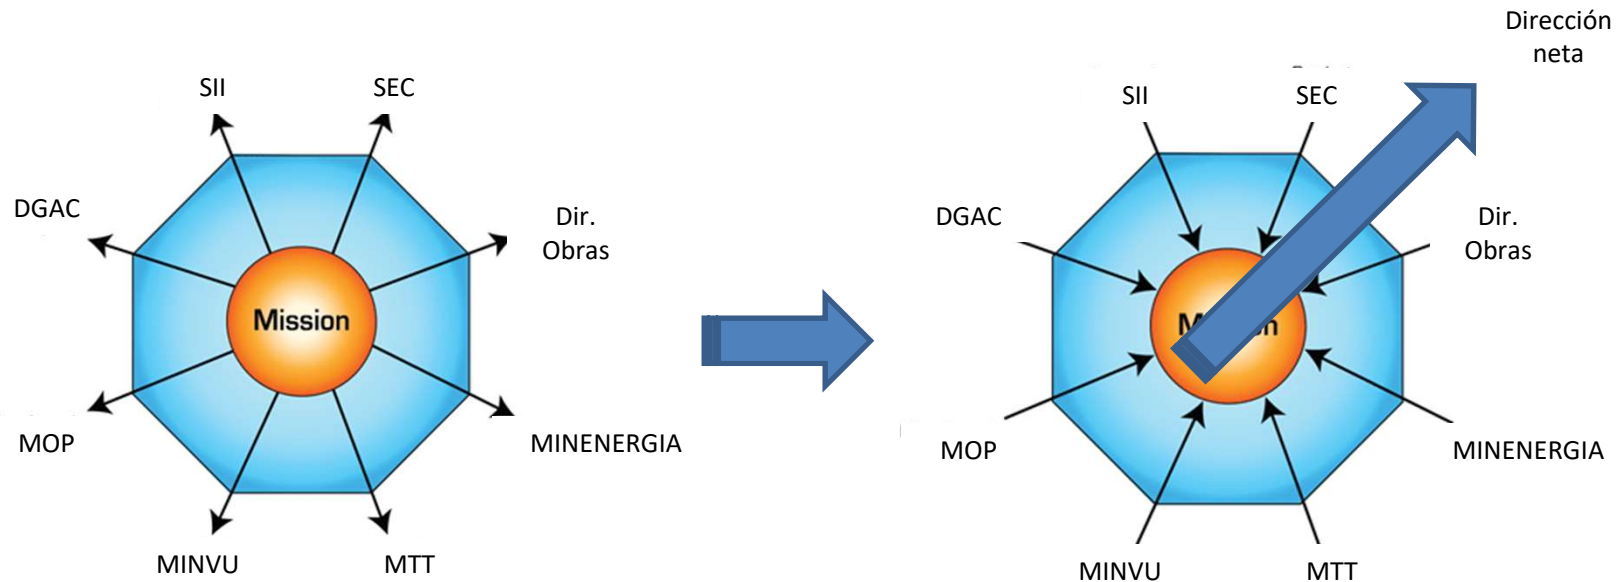 SII
SEC
DGAC
Dir.
Obras
Mission
MOP
MINENERGIA
MINVU
MTT
Dirección
neta
SII
SEC
DGAC
Dir.
Obras
MOP
MINENERGIA
MINVU
MTT